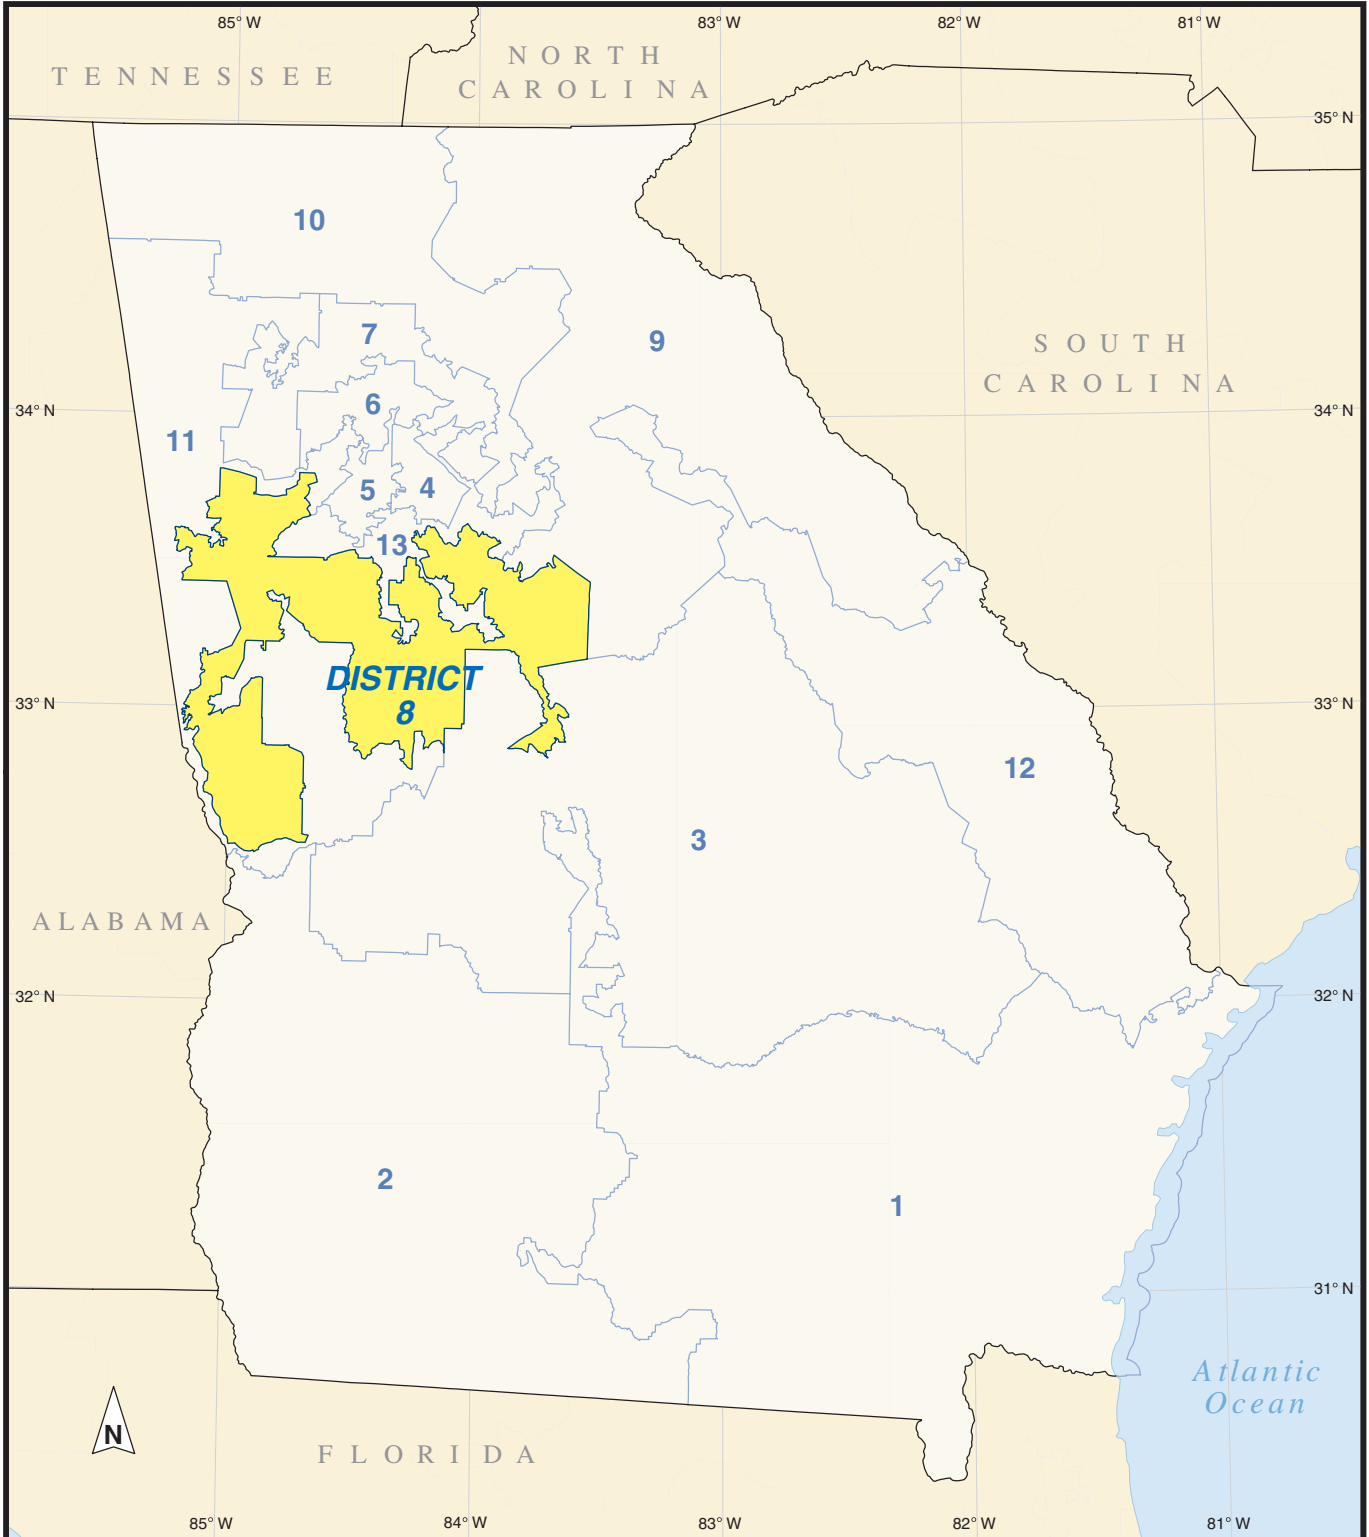 85° W
83° W
82° W
81° W
TENNESSEE
NORTH
CAROLINA
35° N
10
7
9
SOUTH
CAROLINA
34° N
6
34° N
11
5
4
13
DISTRICT
8
33° N
33° N
12
3
ALABAMA
32° N
32° N
2
1
31° N
Atlantic
Ocean
N
FLORIDA
85° W
84° W
83° W
82° W
81° W